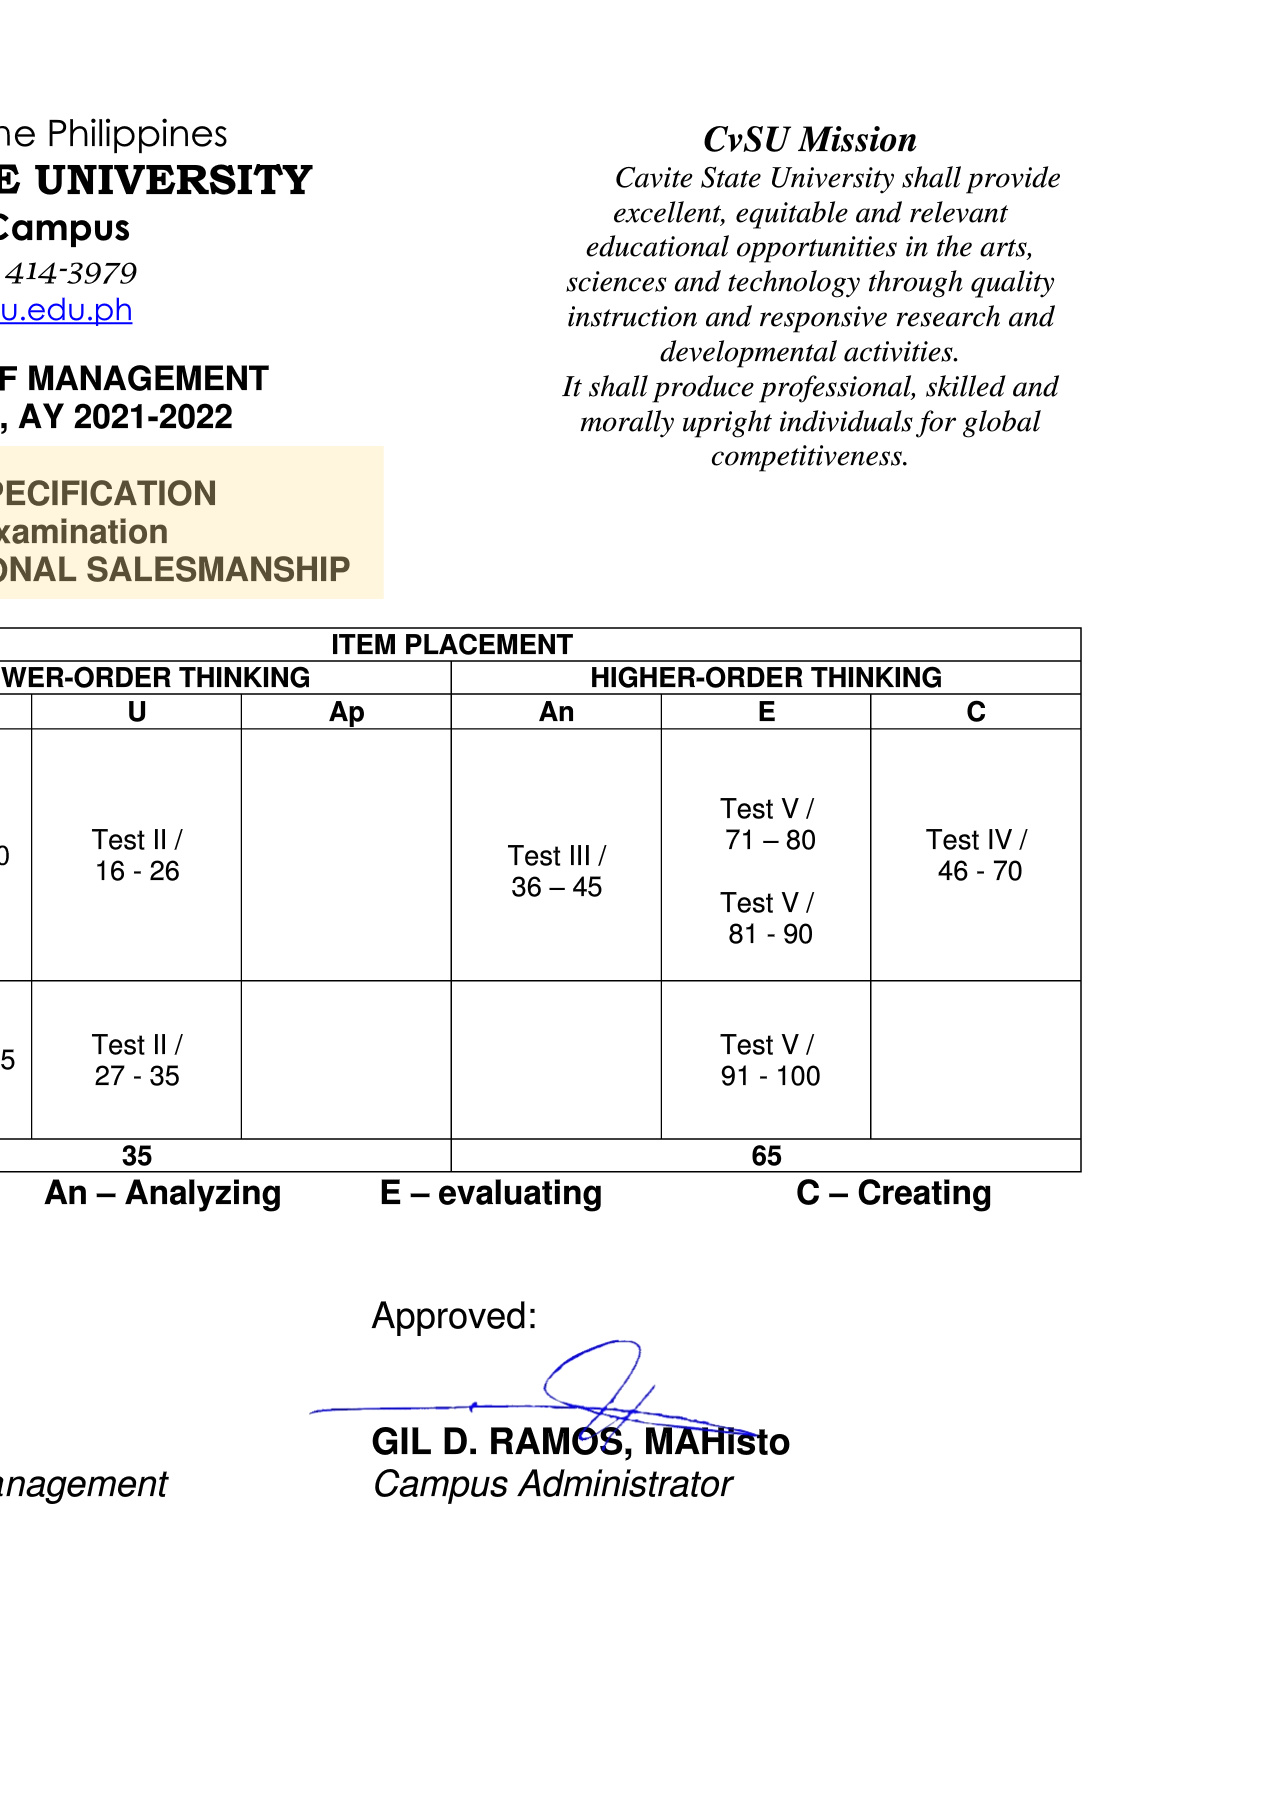 ne Philippines
E UNIVERSITY
Campus
414-3979
u.edu.ph
F MANAGEMENT
, AY 2021-2022
PECIFICATION
xamination
ONAL SALESMANSHIP
CvSU Mission
Cavite State University shall provide
excellent, equitable and relevant
educational opportunities in the arts,
sciences and technology through quality
instruction and responsive research and
developmental activities.
It shall produce professional, skilled and
morally upright individuals for global
competitiveness.
ITEM PLACEMENT
WER-ORDER THINKING HIGHER-ORDER THINKING
U Ap An E C
0
Test II /
16 - 26
Test III /
36 – 45
Test V /
71 – 80
Test V /
81 - 90
Test IV /
46 - 70
5
Test II /
27 - 35
Test V /
91 - 100
35 65
An – Analyzing E – evaluating C – Creating
Approved:
GIL D. RAMOS, MAHisto
anagement Campus Administrator